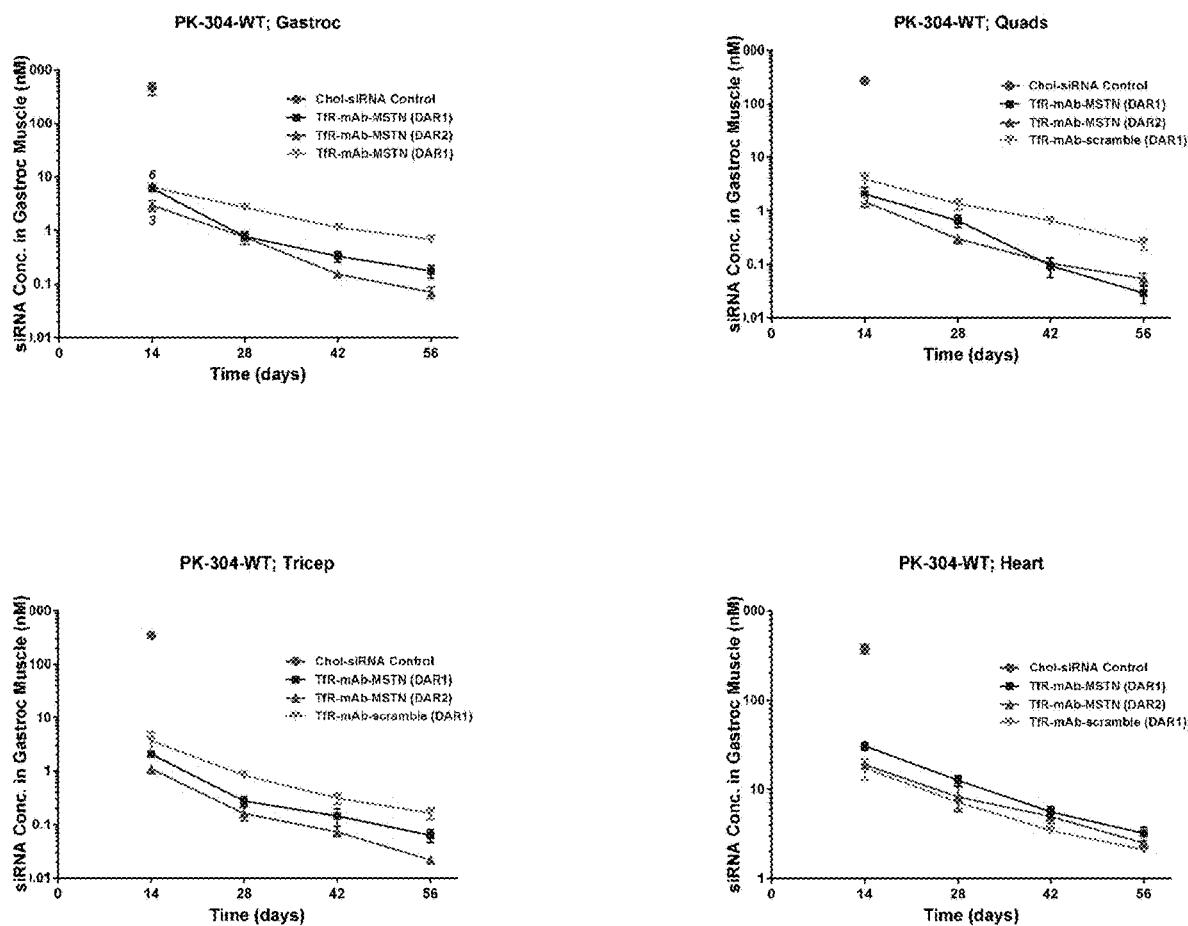 PK-304-WT; Gastroc
siRNA Conc. in Gastroc Muscle (nM)
000
100
10
1
0.1
0.01
6
3
Chol-siRNA Control
TfR-mAb-MSTN (DAR1)
TfR-mAb-MSTN (DAR2)
TfR-mAb-MSTN (DAR1)
0 14 28 42 56
Time (days)
PK-304-WT; Quads
siRNA Conc. in Gastroc Muscle (nM)
000
100
10
1
0.1
0.01
Chol-siRNA Control
TfR-mAb-MSTN (DAR1)
TfR-mAb-MSTN (DAR2)
TfR-mAb-scramble (DAR1)
0 14 28 42 56
Time (days)
PK-304-WT; Tricep
siRNA Conc. in Gastroc Muscle (nM)
000
100
10
1
0.1
0.01
Chol-siRNA Control
TfR-mAb-MSTN (DAR1)
TfR-mAb-MSTN (DAR2)
TfR-mAb-scramble (DAR1)
0 14 28 42 56
Time (days)
PK-304-WT; Heart
siRNA Conc. in Gastroc Muscle (nM)
000
100
10
1
Chol-siRNA Control
TfR-mAb-MSTN (DAR1)
TfR-mAb-MSTN (DAR2)
TfR-mAb-scramble (DAR1)
0 14 28 42 56
Time (days)